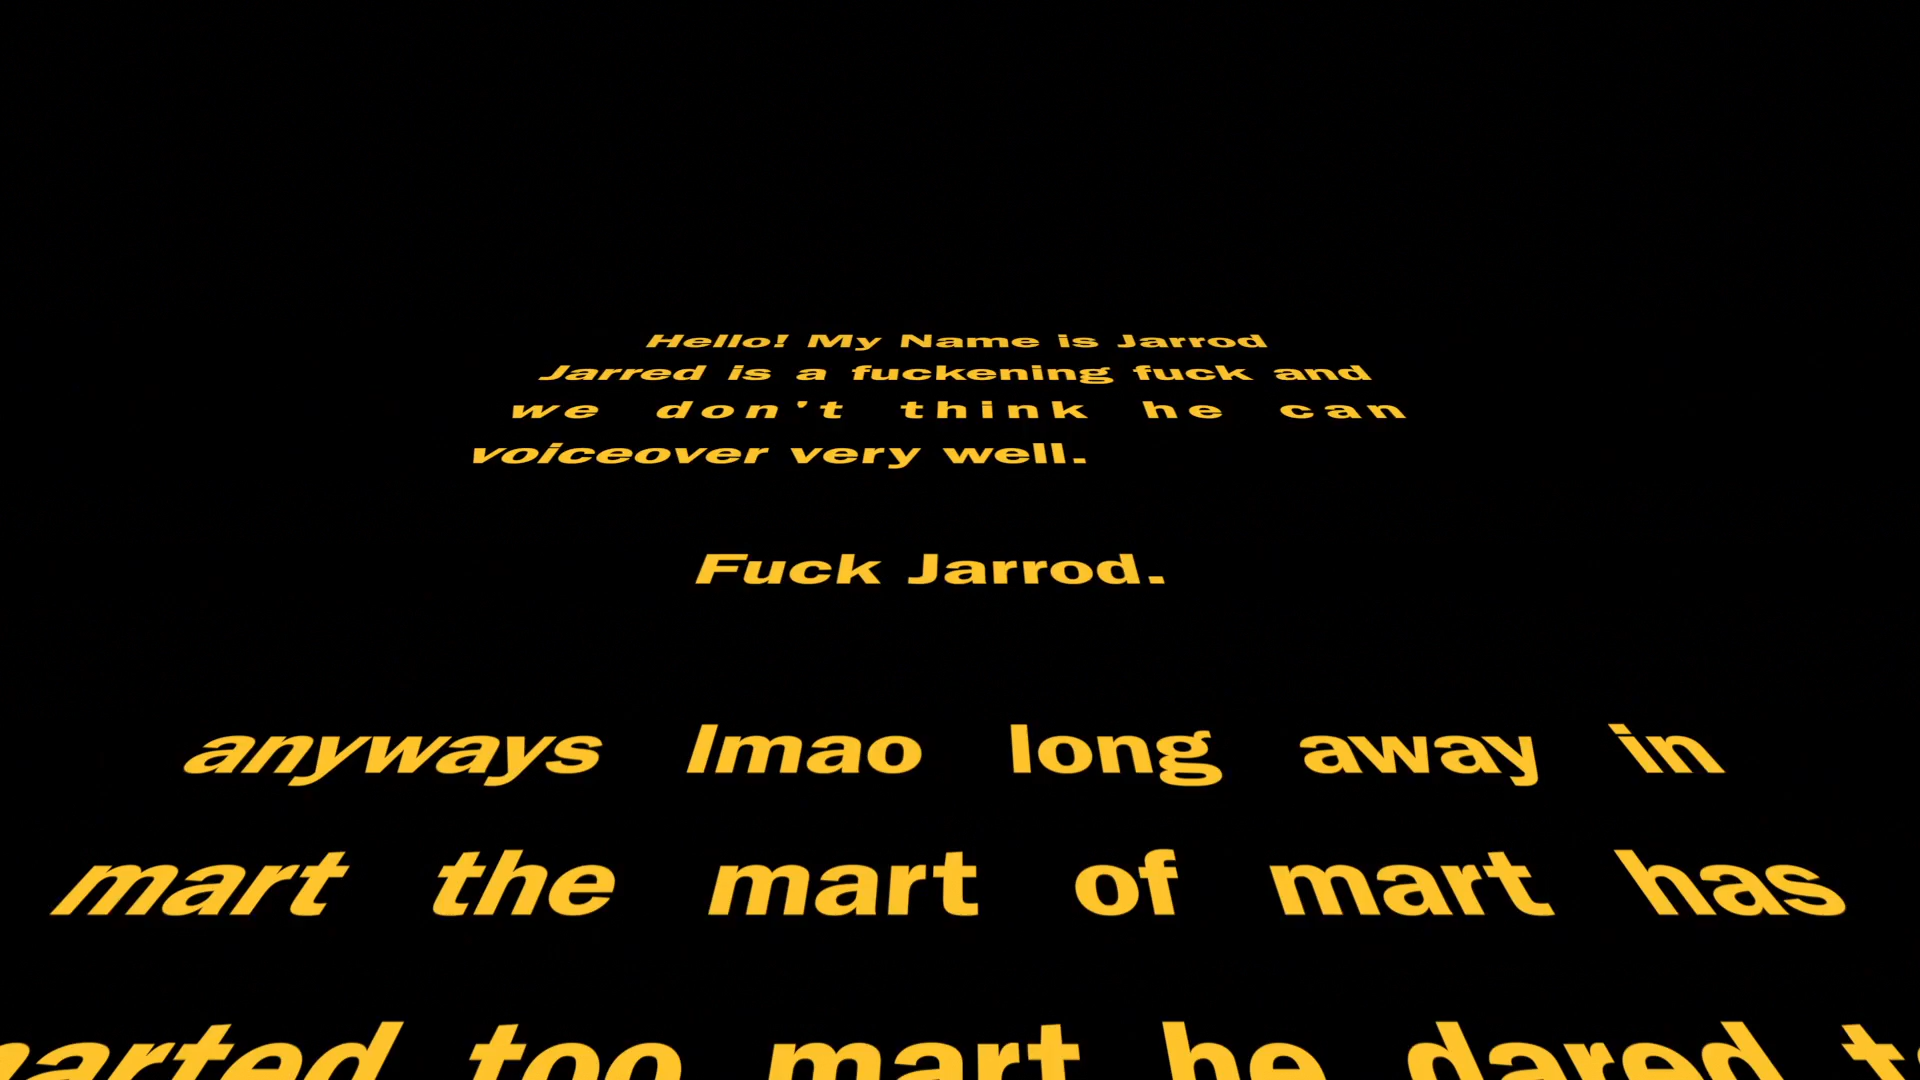 Hello! My Name is Jarrod
Jarred is a fuckening fuck and
we don't think he can
voiceover very well.
Fuck Jarrod.
anyways lmao long away in
mart the mart of mart has
too mart he dared